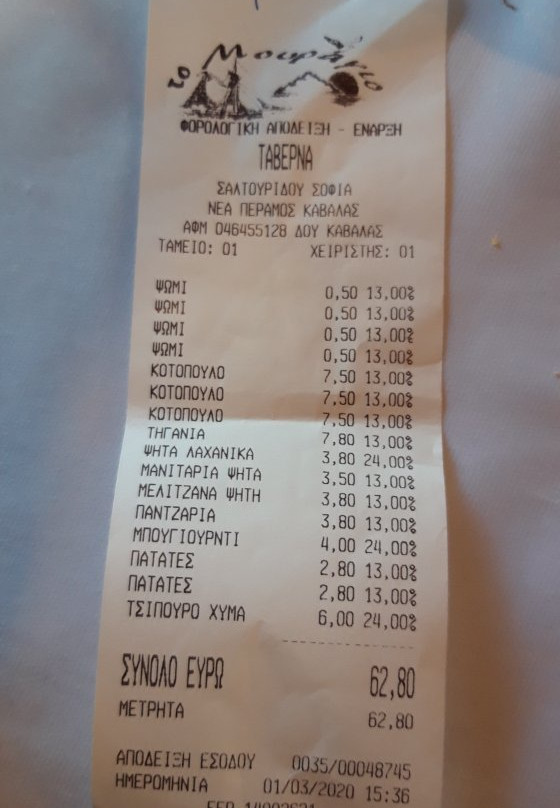 το Μουράγιο
ΦΟΡΟΛΟΓΙΚΗ ΑΠΟΔΕΙΞΗ - ΕΝΑΡΞΗ
ΤΑΒΕΡΝΑ
ΣΑΛΤΟΥΡΙΔΟΥ ΣΟΦΙΑ
ΝΕΑ ΠΕΡΑΜΟΣ ΚΑΒΑΛΑΣ
ΑΦΜ 046455128 ΔΟΥ ΚΑΒΑΛΑΣ
ΤΑΜΕΙΟ: 01 ΧΕΙΡΙΣΤΗΣ: 01
ΨΩΜΙ 0,50 13,00%
ΨΩΜΙ 0,50 13,00%
ΨΩΜΙ 0,50 13,00%
ΨΩΜΙ 0,50 13,00%
ΚΟΤΟΠΟΥΛΟ 7,50 13,00%
ΚΟΤΟΠΟΥΛΟ 7,50 13,00%
ΚΟΤΟΠΟΥΛΟ 7,50 13,00%
ΤΗΓΑΝΙΑ 7,80 13,00%
ΨΗΤΑ ΛΑΧΑΝΙΚΑ 3,80 24,00%
ΜΑΝΙΤΑΡΙΑ ΨΗΤΑ 3,50 13,00%
ΜΕΛΙΤΖΑΝΑ ΨΗΤΗ 3,80 13,00%
ΠΑΝΤΖΑΡΙΑ 3,80 13,00%
ΜΠΟΥΓΙΟΥΡΝΤΙ 4,00 24,00%
ΠΑΤΑΤΕΣ 2,80 13,00%
ΠΑΤΑΤΕΣ 2,80 13,00%
ΤΣΙΠΟΥΡΟ ΧΥΜΑ 6,00 24,00%
ΣΥΝΟΛΟ ΕΥΡΩ 62,80
ΜΕΤΡΗΤΑ 62,80
ΑΠΟΔΕΙΞΗ ΕΣΟΔΟΥ 0035/00048745
ΗΜΕΡΟΜΗΝΙΑ 01/03/2020 15:36